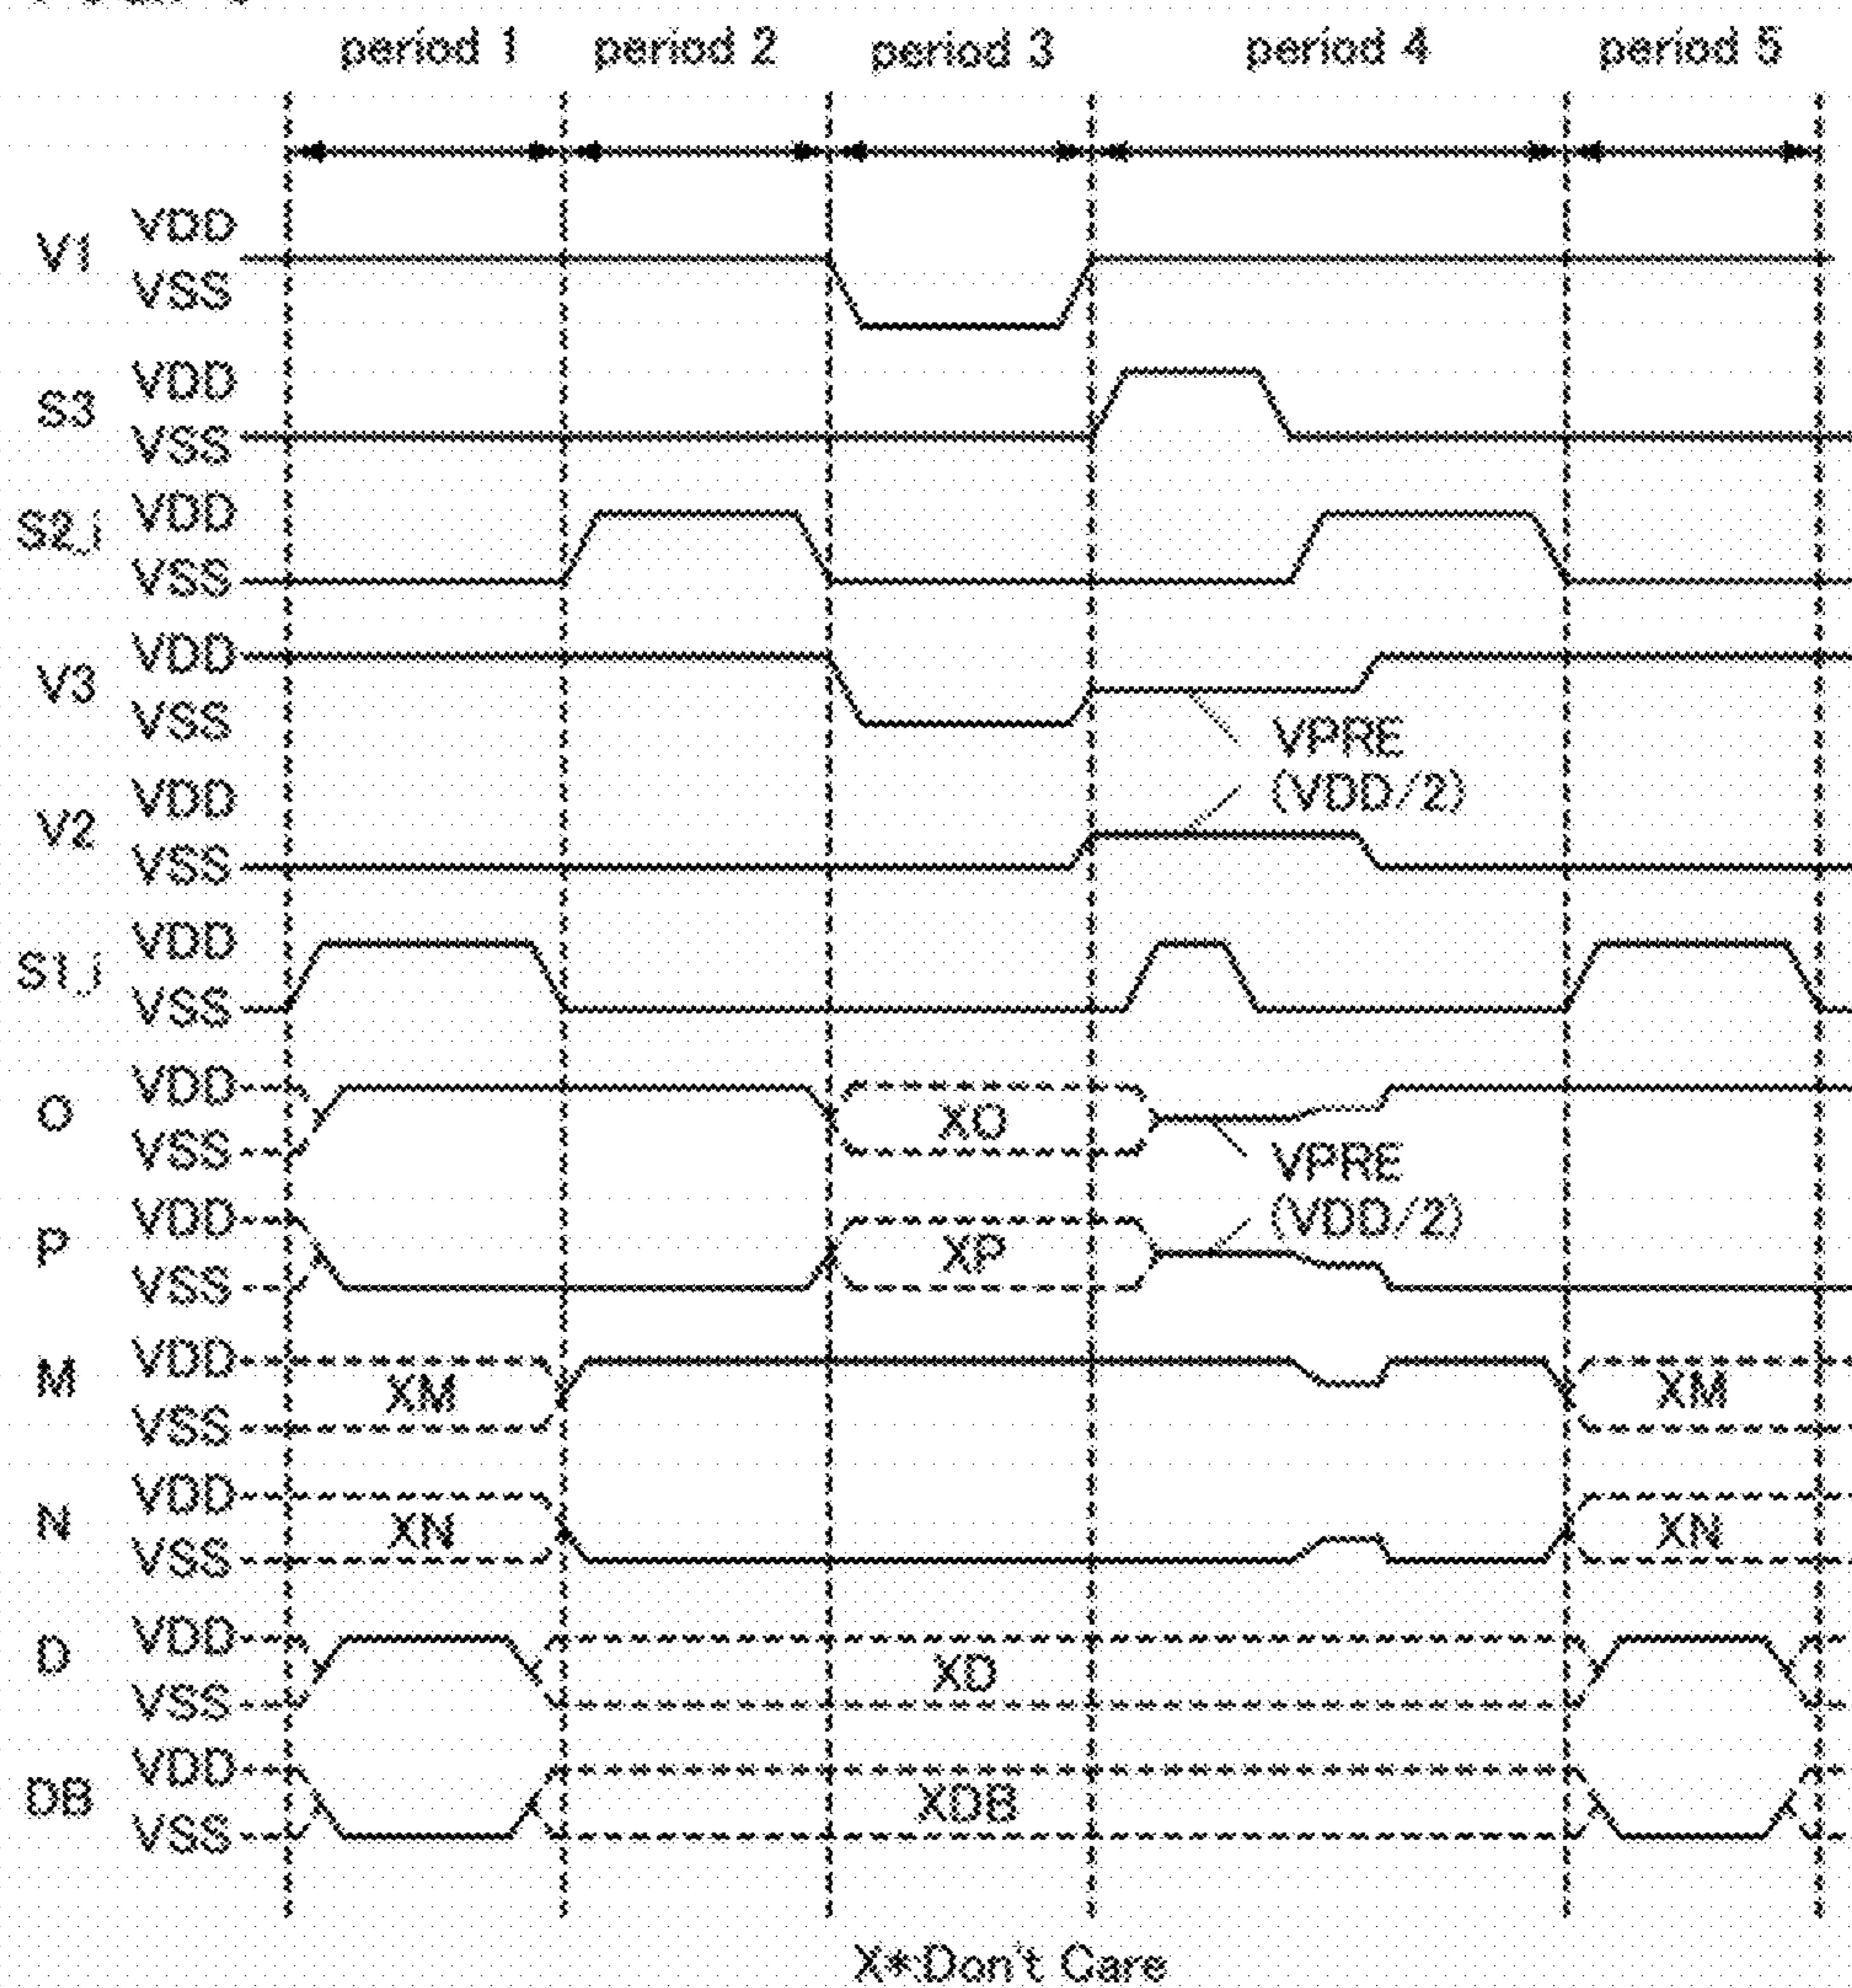 period 1 period 2 period 3 period 4 period 5
V1 VDD
VSS
S3 VDD
VSS
S2_j VDD
VSS
V3 VDD
VSS
VPRE
(VDD/2)
V2 VDD
VSS
S1_j VDD
VSS
O VDD
VSS
XO
VPRE
(VDD/2)
P VDD
VSS
XP
M VDD
VSS
XM XM
N VDD
VSS
XN XN
D VDD
VSS
XD
DB VDD
VSS
XDB
X*:Don't Care